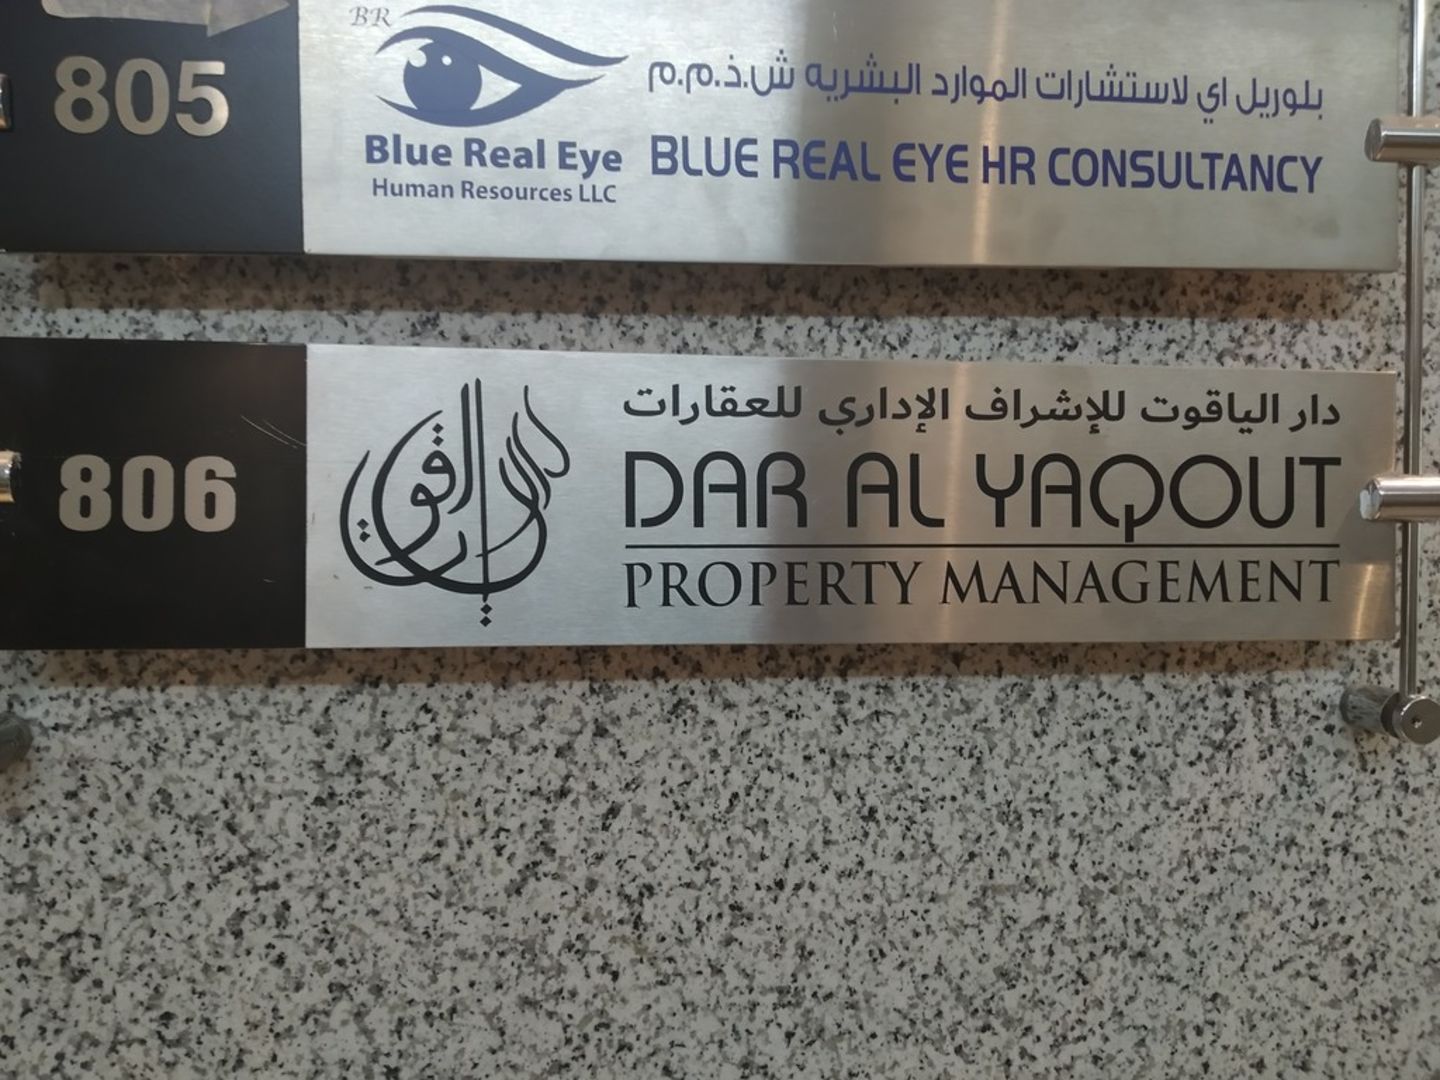 805
BR
Blue Real Eye
Human Resources LLC
بلوريل اي لاستشارات الموارد البشريه ش.ذ.م.م
BLUE REAL EYE HR CONSULTANCY
806
دار الياقوت للإشراف الإداري للعقارات
DAR AL YAQOUT
PROPERTY MANAGEMENT